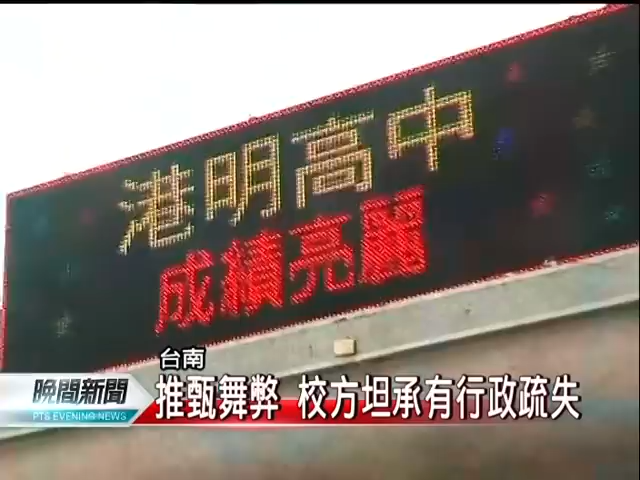 港明高中
成績亮麗
台南
晚間新聞
PTS EVENING NEWS
推甄舞弊 校方坦承有行政疏失